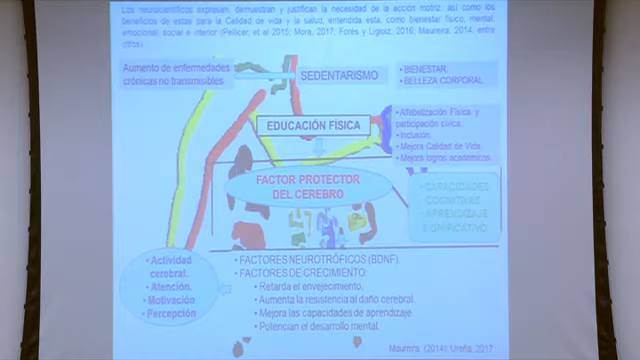 Los neurocientíficos expresan, demuestran y justifican la necesidad de la acción motriz, así como los
beneficios de estas para la Calidad de vida y la salud, entendida esta, como bienestar físico, mental,
emocional, social e interior (Pellicer, et al 2015; Mora, 2017; Forés y Ligioiz, 2016; Maureira, 2014, entre
otros).
Aumento de enfermedades
crónicas no transmisibles
SEDENTARISMO
• BIENESTAR.
• BELLEZA CORPORAL
EDUCACIÓN FÍSICA
• Alfabetización Física y
participación cívica.
• Inclusión.
• Mejora Calidad de Vida.
• Mejora logros académicos.
FACTOR PROTECTOR
DEL CEREBRO
• CAPACIDADES
COGNITIVAS
• APRENDIZAJE
SIGNIFICATIVO
• Actividad
cerebral.
• Atención.
• Motivación
• Percepción
• FACTORES NEUROTRÓFICOS (BDNF).
• FACTORES DE CRECIMIENTO:
• Retarda el envejecimiento.
• Aumenta la resistencia al daño cerebral
• Mejora las capacidades de aprendizaje.
• Potencian el desarrollo mental
Maureira, (2014); Ureña, 2017